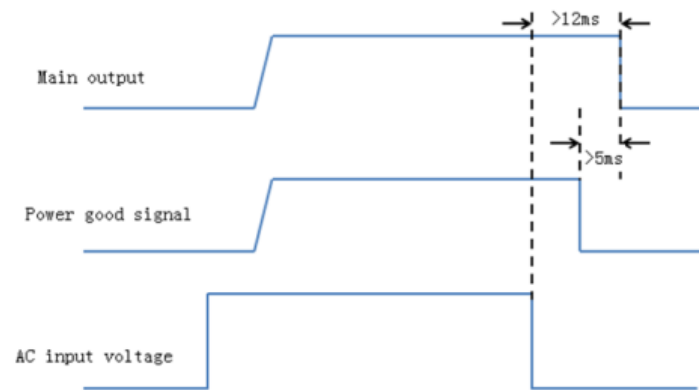 >12ms
Main output
>5ms
Power good signal
AC input voltage